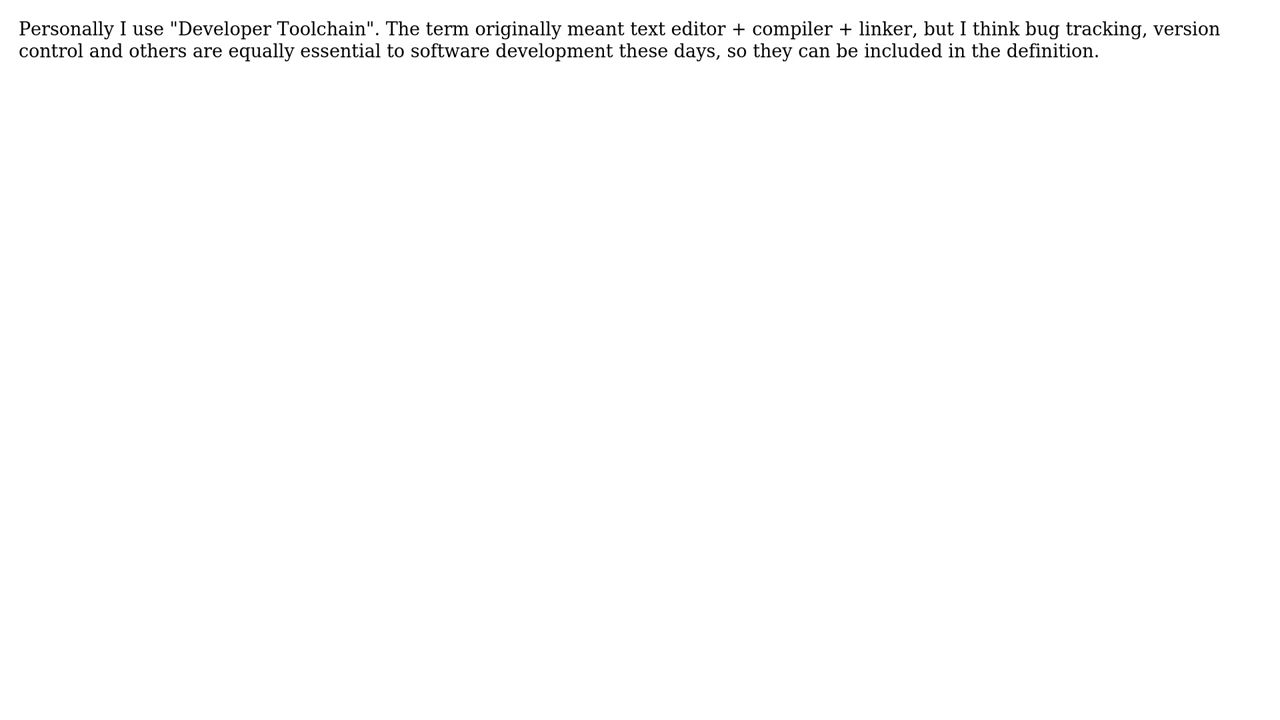 Personally I use "Developer Toolchain". The term originally meant text editor + compiler + linker, but I think bug tracking, version
control and others are equally essential to software development these days, so they can be included in the definition.